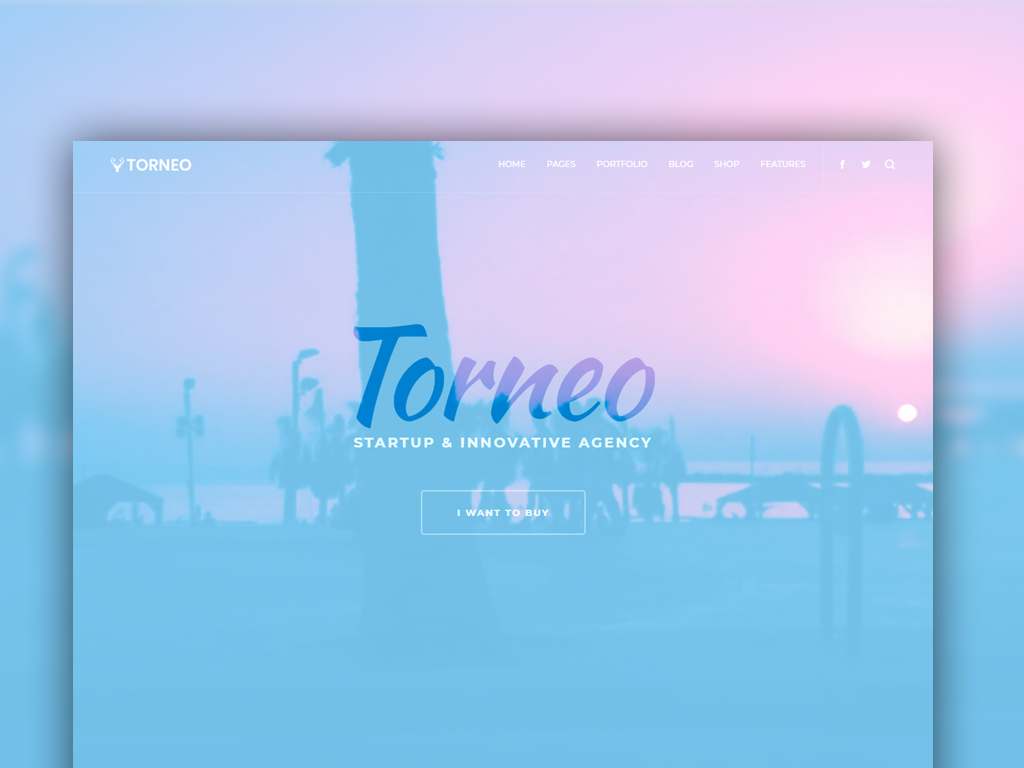 TORNEO
HOME PAGES PORTFOLIO BLOG SHOP FEATURES
Torneo
STARTUP & INNOVATIVE AGENCY
I WANT TO BUY